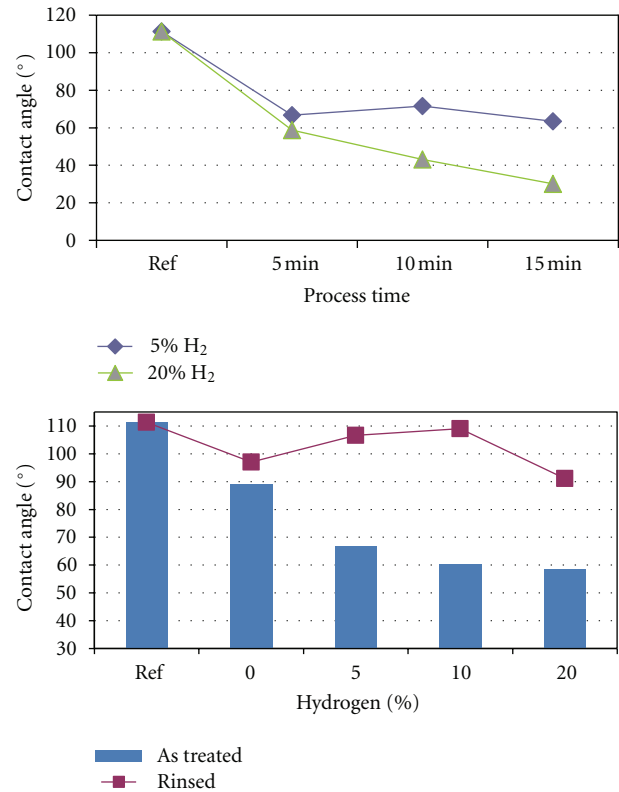 120
100
80
60
40
20
0
Contact angle (°)
Ref
5 min
10 min
15 min
Process time
5% H₂
20% H₂
110
100
90
80
70
60
50
40
30
Contact angle (°)
Ref
0
5
10
20
Hydrogen (%)
As treated
Rinsed